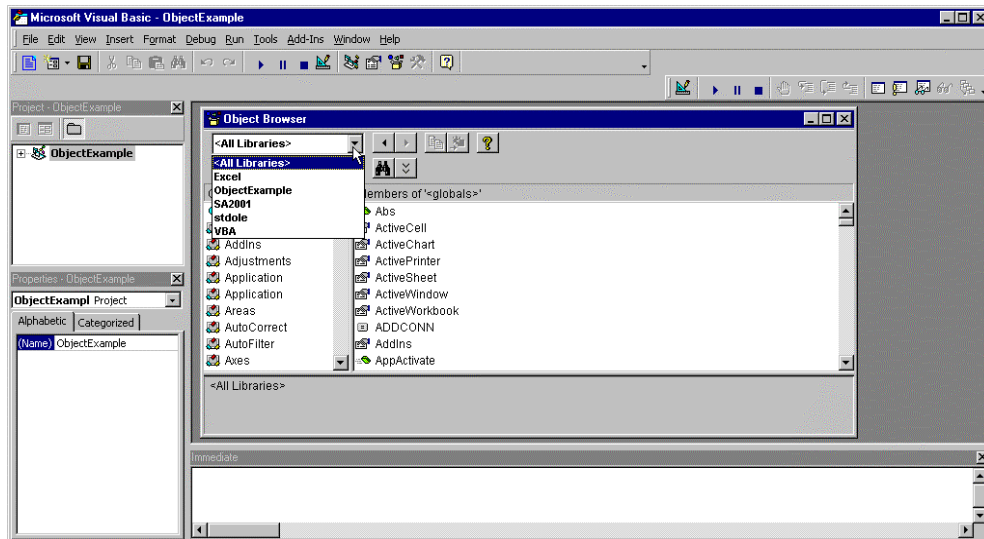 Microsoft Visual Basic - ObjectExample
File Edit View Insert Format Debug Run Tools Add-Ins Window Help
Project - ObjectExample
ObjectExample
Object Browser
<All Libraries>
<All Libraries>
Excel
ObjectExample
SA2001
stdole
VBA
Members of '<globals>'
AddIns
Adjustments
Application
Application
Areas
AutoCorrect
AutoFilter
Axes
Abs
ActiveCell
ActiveChart
ActivePrinter
ActiveSheet
ActiveWindow
ActiveWorkbook
ADDCONN
AddIns
AppActivate
<All Libraries>
Properties - ObjectExample
ObjectExampl Project
Alphabetic Categorized
(Name) ObjectExample
Immediate